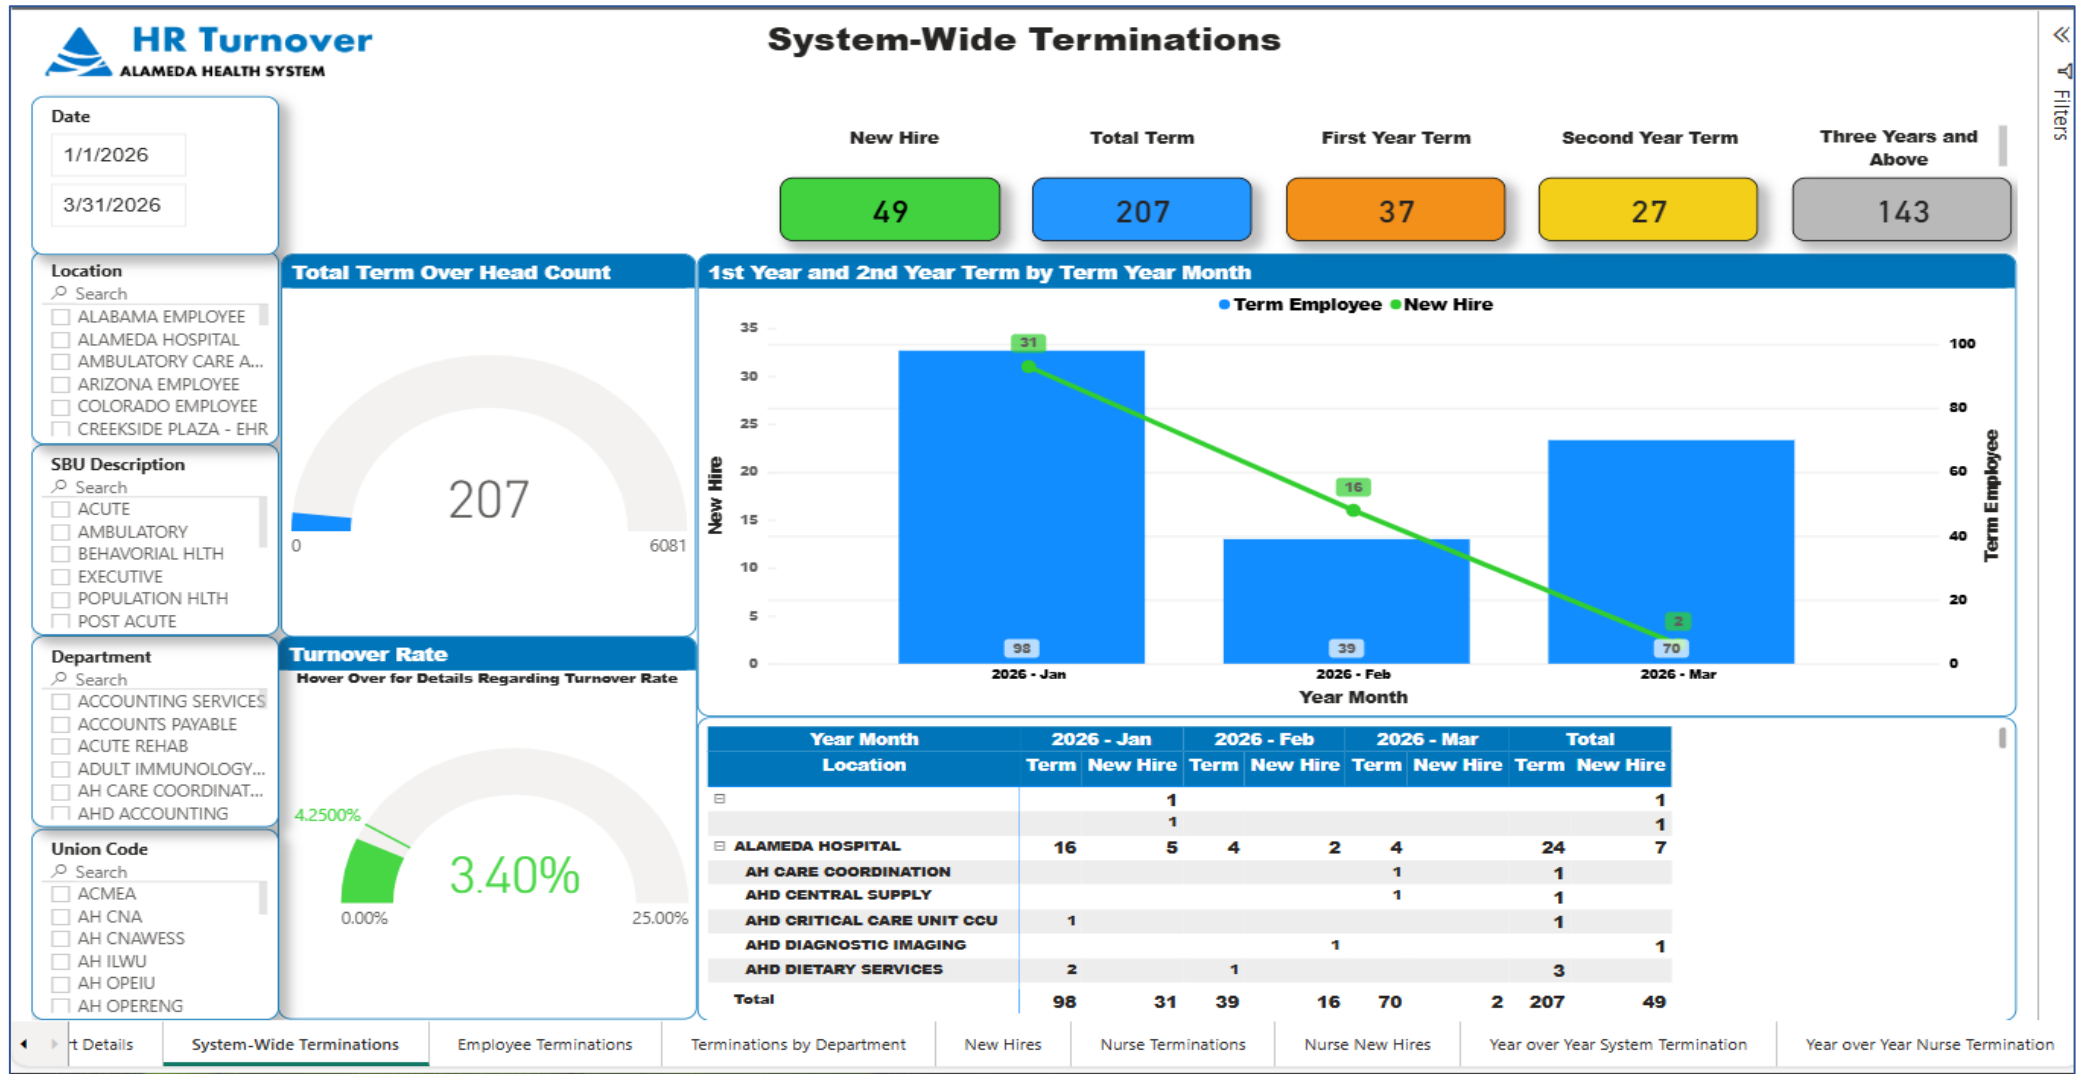 HR Turnover
ALAMEDA HEALTH SYSTEM
System-Wide Terminations
Filters
Date
1/1/2026
3/31/2026
New Hire
49
Total Term
207
First Year Term
37
Second Year Term
27
Three Years and Above
143
Location
Search
ALABAMA EMPLOYEE
ALAMEDA HOSPITAL
AMBULATORY CARE A...
ARIZONA EMPLOYEE
COLORADO EMPLOYEE
CREEKSIDE PLAZA - EHR
SBU Description
Search
ACUTE
AMBULATORY
BEHAVORIAL HLTH
EXECUTIVE
POPULATION HLTH
POST ACUTE
Department
Search
ACCOUNTING SERVICES
ACCOUNTS PAYABLE
ACUTE REHAB
ADULT IMMUNOLOGY...
AH CARE COORDINAT...
AHD ACCOUNTING
Union Code
Search
ACMEA
AH CNA
AH CNAWESS
AH ILWU
AH OPEIU
AH OPERENG
Total Term Over Head Count
207
0
6081
Turnover Rate
Hover Over for Details Regarding Turnover Rate
4.2500%
3.40%
0.00%
25.00%
1st Year and 2nd Year Term by Term Year Month
Term Employee New Hire
35
30
25
20
15
10
5
0
New Hire
31
16
2
98
39
70
100
80
60
40
20
0
Term Employee
2026 - Jan 2026 - Feb 2026 - Mar
Year Month
Year Month 2026 - Jan 2026 - Feb 2026 - Mar Total
Location Term New Hire Term New Hire Term New Hire Term New Hire
1 1
1 1
ALAMEDA HOSPITAL 16 5 4 2 4 24 7
AH CARE COORDINATION 1 1
AHD CENTRAL SUPPLY 1 1
AHD CRITICAL CARE UNIT CCU 1 1
AHD DIAGNOSTIC IMAGING 1 1
AHD DIETARY SERVICES 2 1 3
Total 98 31 39 16 70 2 207 49
t Details System-Wide Terminations Employee Terminations Terminations by Department New Hires Nurse Terminations Nurse New Hires Year over Year System Termination Year over Year Nurse Termination